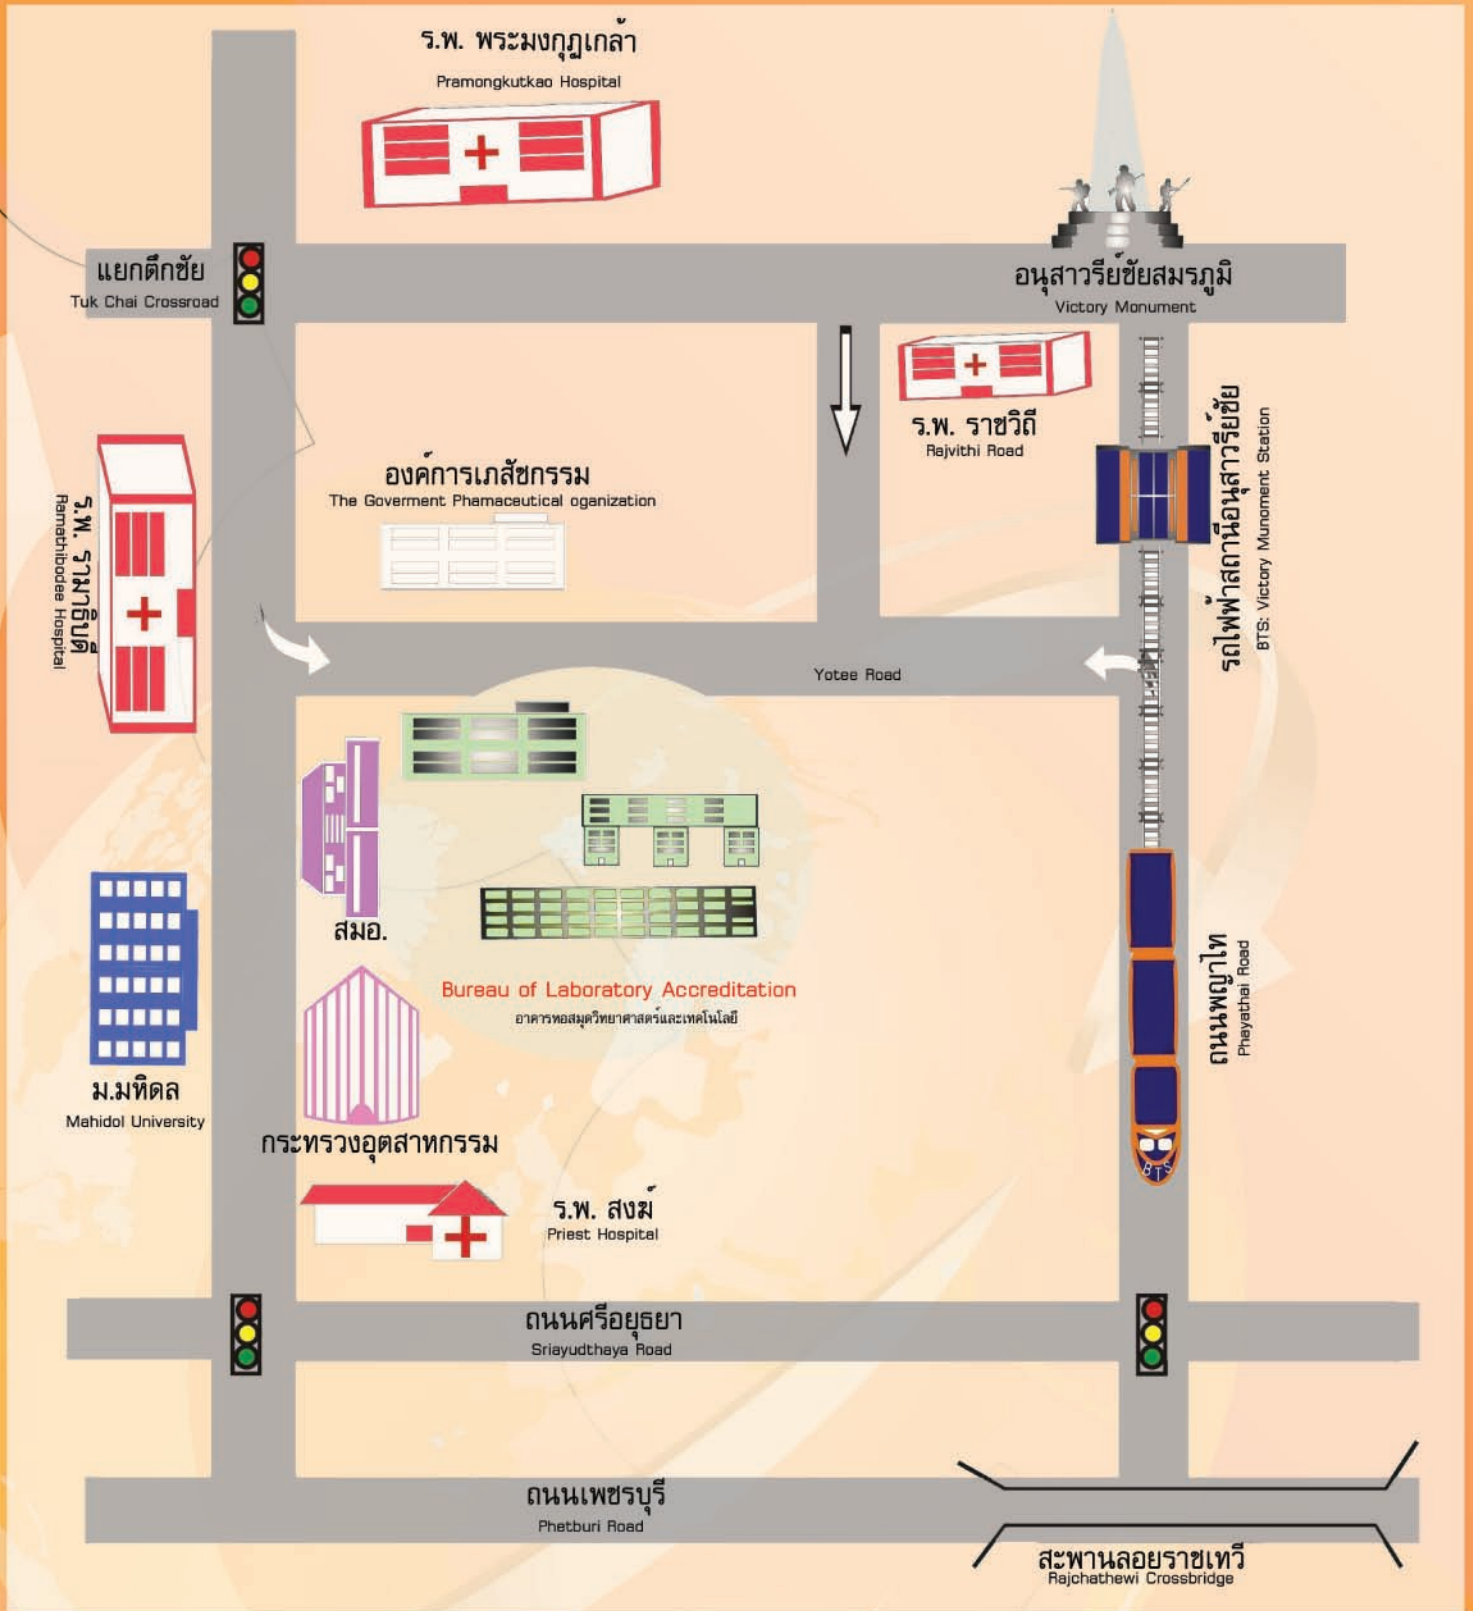 ร.พ. พระมงกุฎเกล้า
Pramongkutkao Hospital
แยกตึกชัย
Tuk Chai Crossroad
อนุสาวรีย์ชัยสมรภูมิ
Victory Monument
ร.พ. ราชวิถี
Rajvithi Road
รถไฟฟ้าสถานีอนุสาวรีย์ชัย
BTS: Victory Munoment Station
องค์การเภสัชกรรม
The Goverment Phamaceutical oganization
ร.พ. รามาธิบดี
Ramathibodee Hospital
Yotee Road
สมอ.
Bureau of Laboratory Accreditation
อาคารหอสมุดวิทยาศาสตร์และเทคโนโลยี
ถนนพญาไท
Phayathai Road
ม.มหิดล
Mahidol University
กระทรวงอุตสาหกรรม
BTS
ร.พ. สงฆ์
Priest Hospital
ถนนศรีอยุธยา
Sriayudthaya Road
ถนนเพชรบุรี
Phetburi Road
สะพานลอยราชเทวี
Rajchathewi Crossbridge